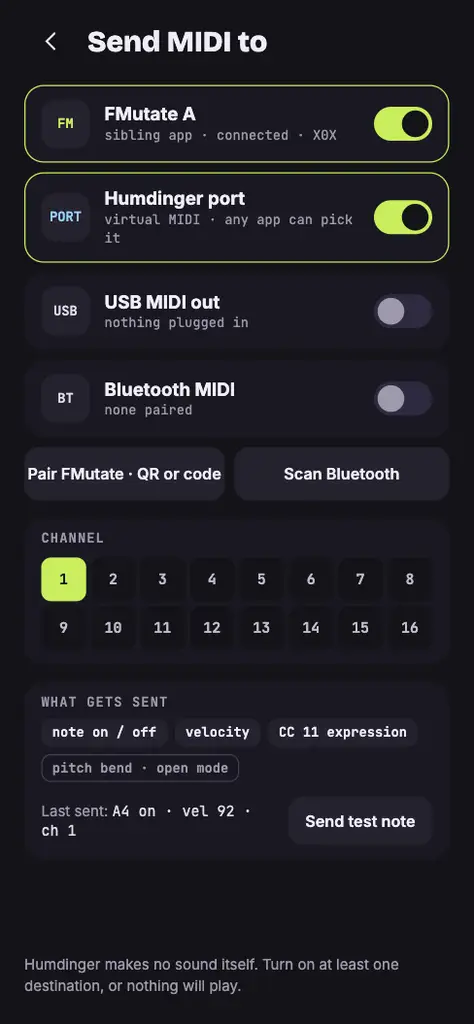 Send MIDI to
FM
FMutate A
sibling app · connected · X0X
PORT
Humdinger port
virtual MIDI · any app can pick
it
USB
USB MIDI out
nothing plugged in
BT
Bluetooth MIDI
none paired
Pair FMutate · QR or code
Scan Bluetooth
CHANNEL
1 2 3 4 5 6 7 8
9 10 11 12 13 14 15 16
WHAT GETS SENT
note on / off velocity CC 11 expression
pitch bend · open mode
Last sent: A4 on · vel 92 ·
ch 1
Send test note
Humdinger makes no sound itself. Turn on at least one
destination, or nothing will play.